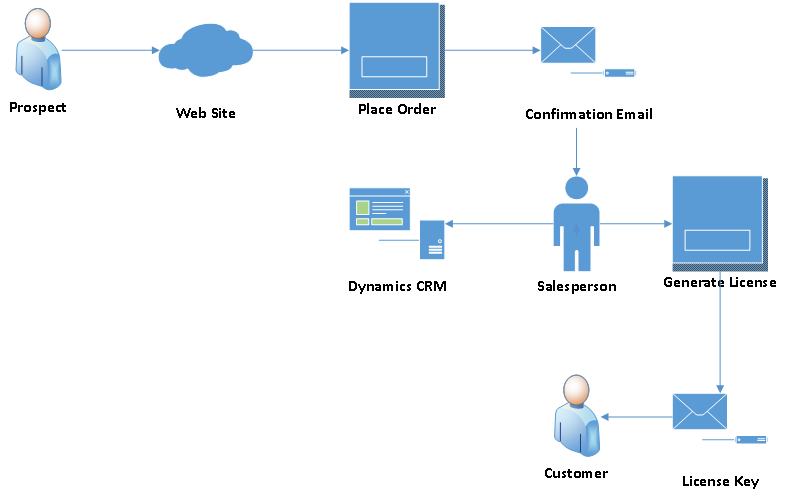 Prospect
Web Site
Place Order
Confirmation Email
Dynamics CRM
Salesperson
Generate License
Customer
License Key